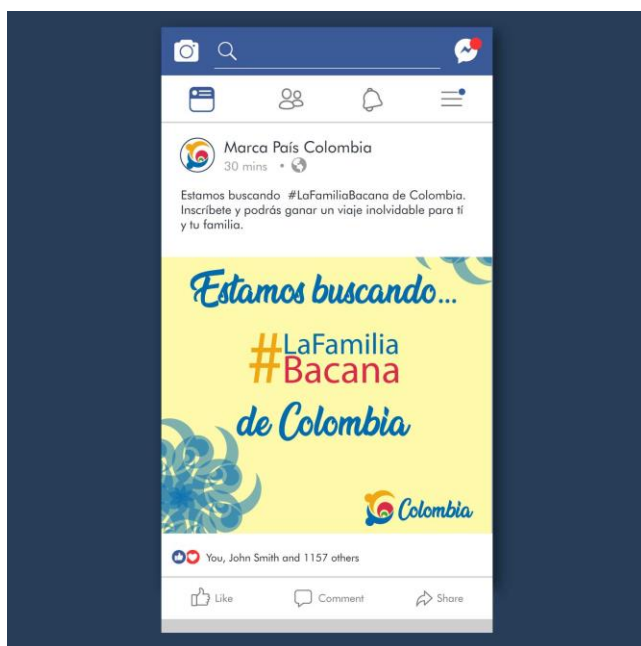 Marca País Colombia
30 mins
Estamos buscando #LaFamiliaBacana de Colombia.
Inscríbete y podrás ganar un viaje inolvidable para tí
y tu familia.
Estamos buscando...
#LaFamilia
Bacana
de Colombia
Colombia
You, John Smith and 1157 others
Like Comment Share